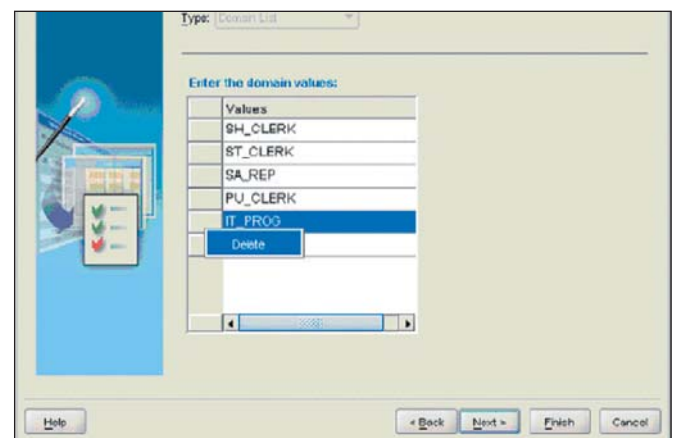 Type: Domain List
Enter the domain values:
Values
SH_CLERK
ST_CLERK
SA_REP
PU_CLERK
IT_PROG
Delete
Help
< Back
Next >
Finish
Cancel